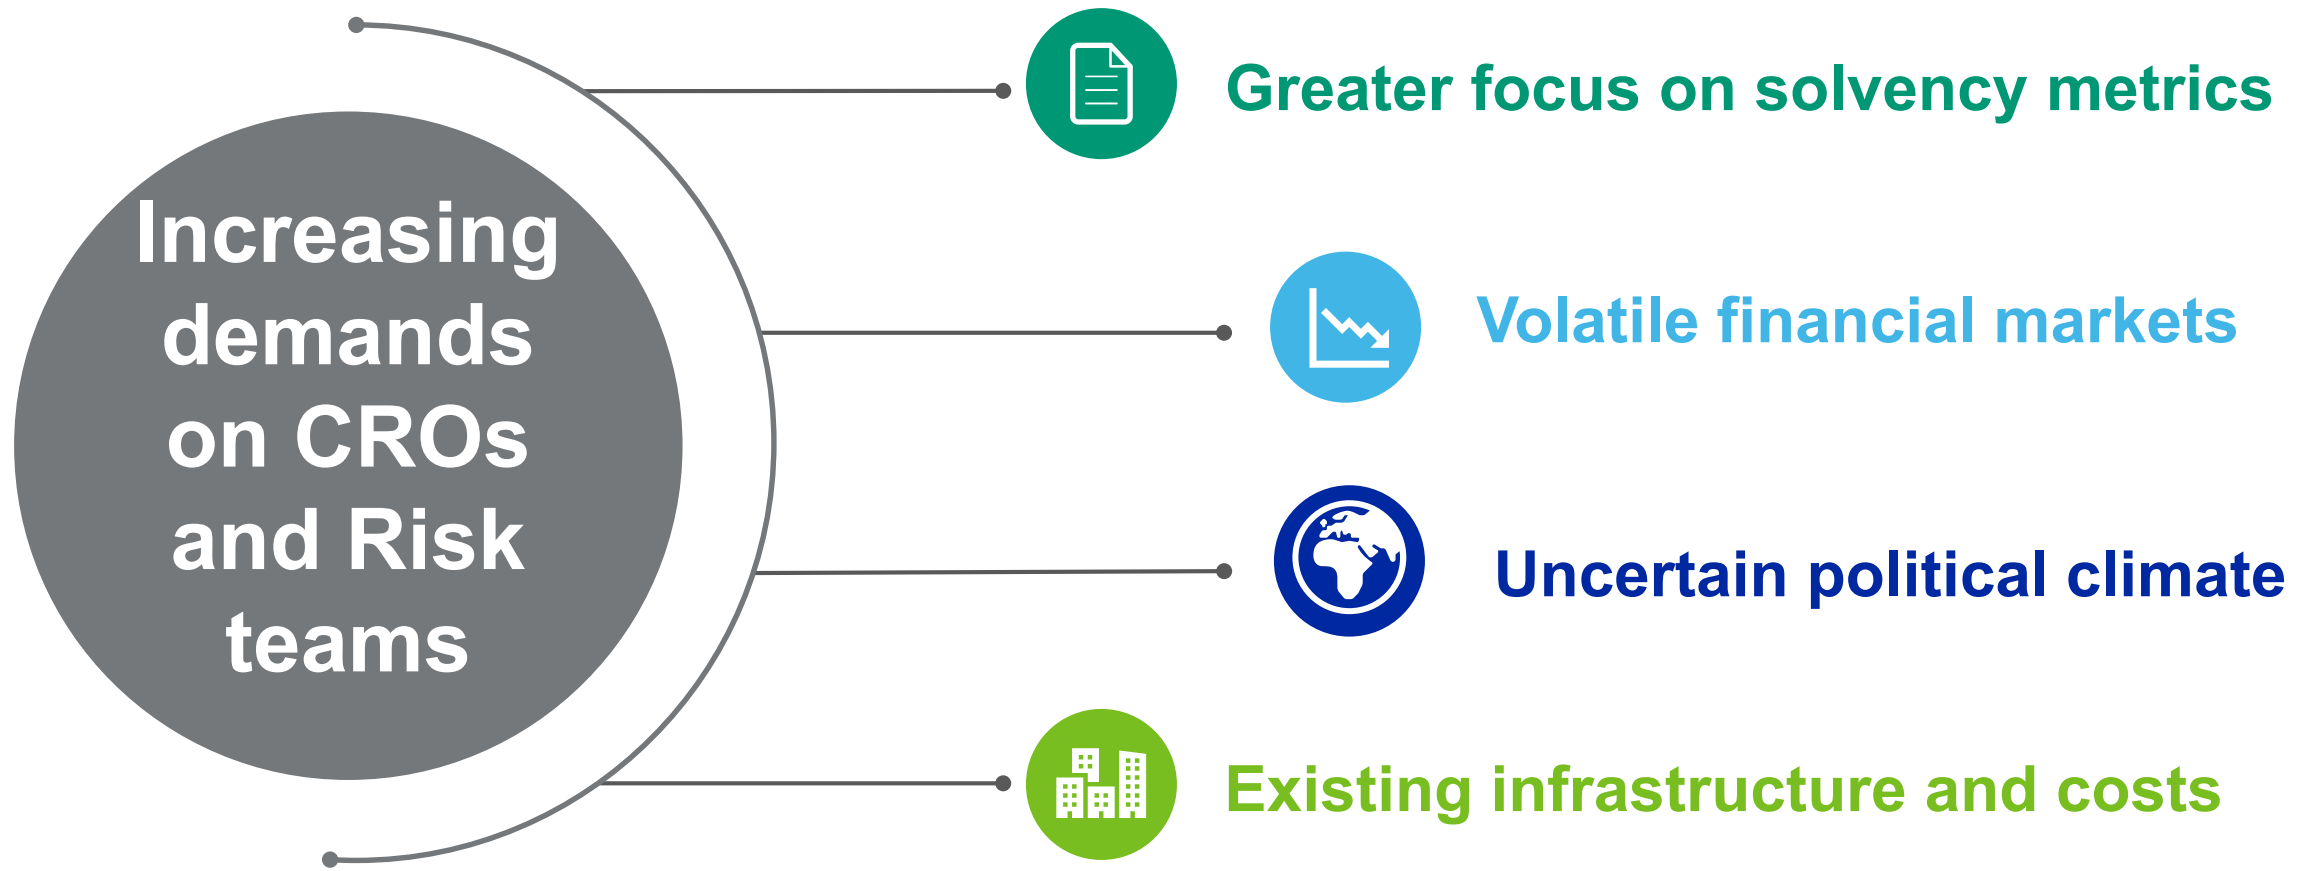 Increasing
demands
on CROs
and Risk
teams
Greater focus on solvency metrics
Volatile financial markets
Uncertain political climate
Existing infrastructure and costs